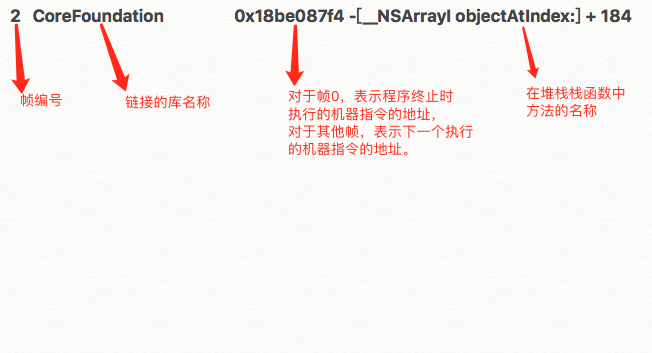 2 CoreFoundation 0x18be087f4 -[__NSArrayI objectAtIndex:] + 184
帧编号
链接的库名称
对于帧0，表示程序终止时
执行的机器指令的地址，
对于其他帧，表示下一个执行
的机器指令的地址。
在堆栈栈函数中
方法的名称